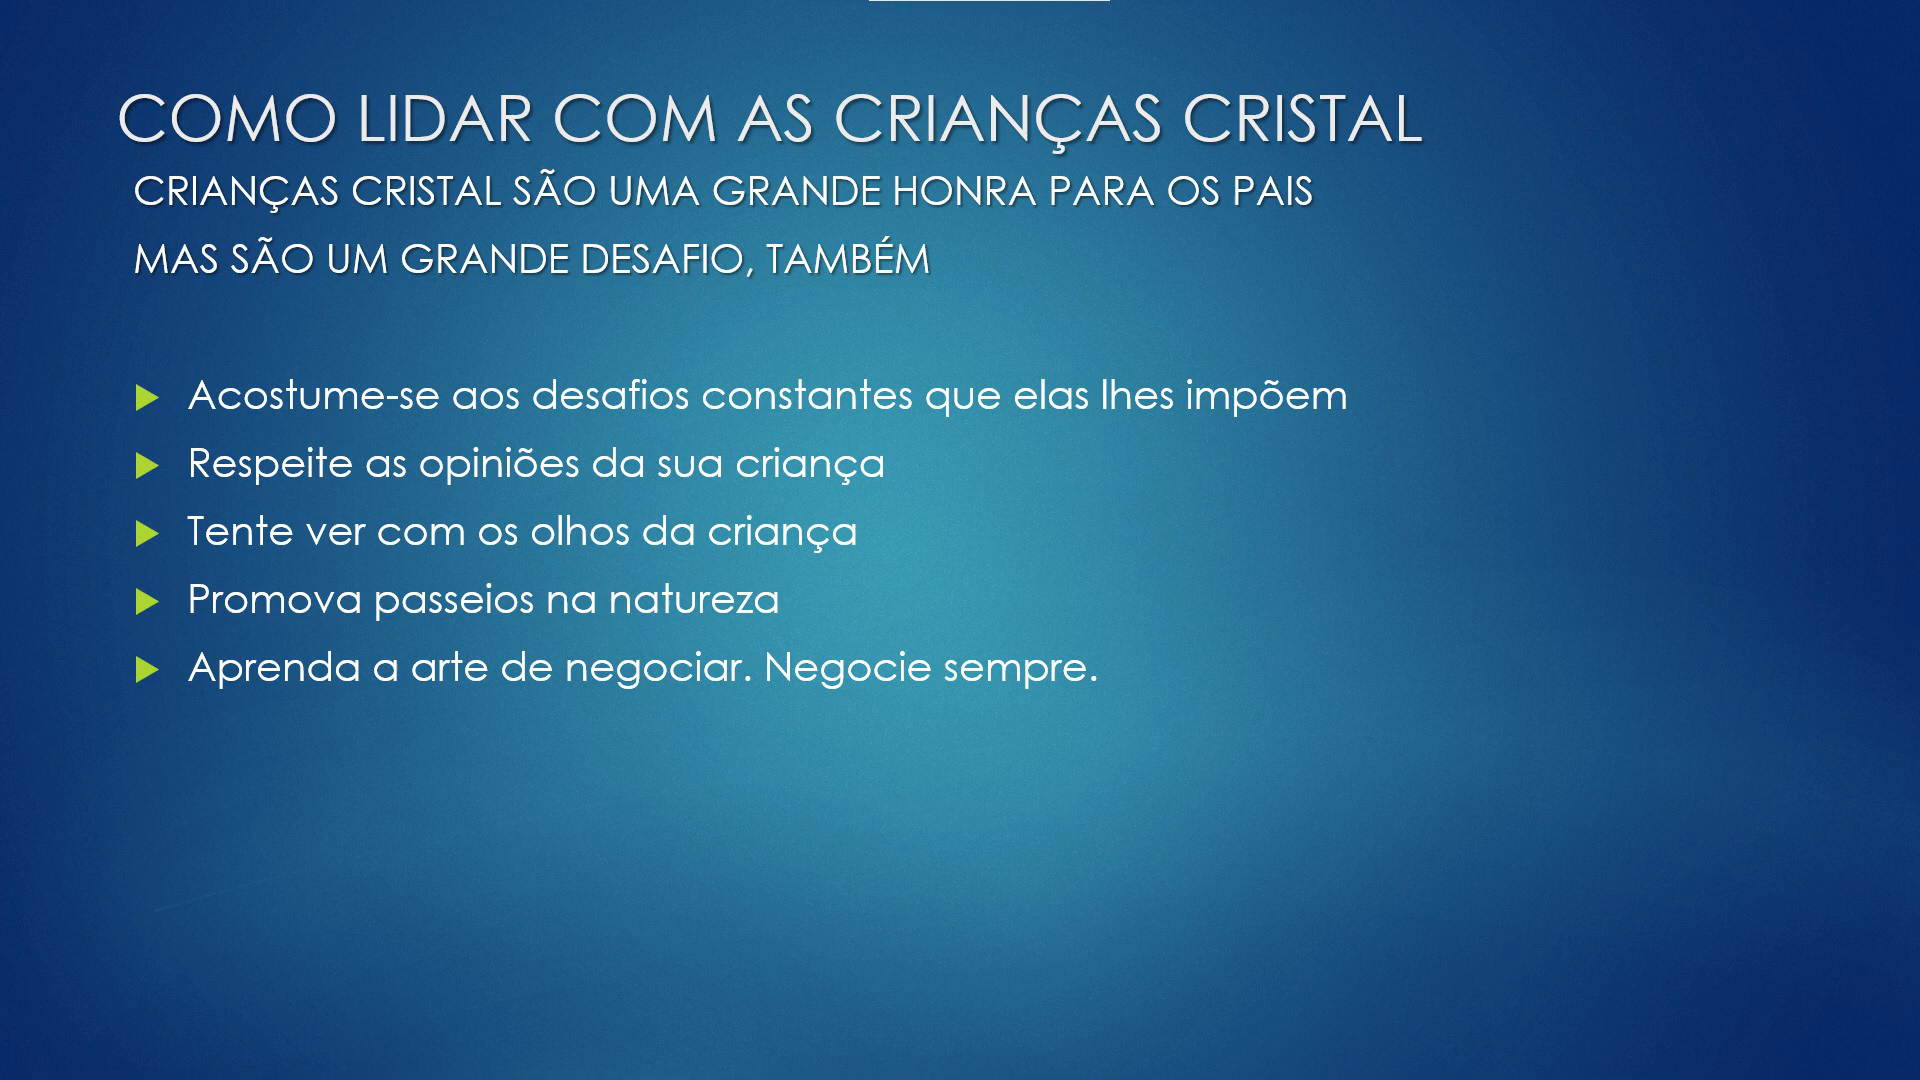 COMO LIDAR COM AS CRIANÇAS CRISTAL
CRIANÇAS CRISTAL SÃO UMA GRANDE HONRA PARA OS PAIS
MAS SÃO UM GRANDE DESAFIO, TAMBÉM
Acostume-se aos desafios constantes que elas lhes impõem
Respeite as opiniões da sua criança
Tente ver com os olhos da criança
Promova passeios na natureza
Aprenda a arte de negociar. Negocie sempre.